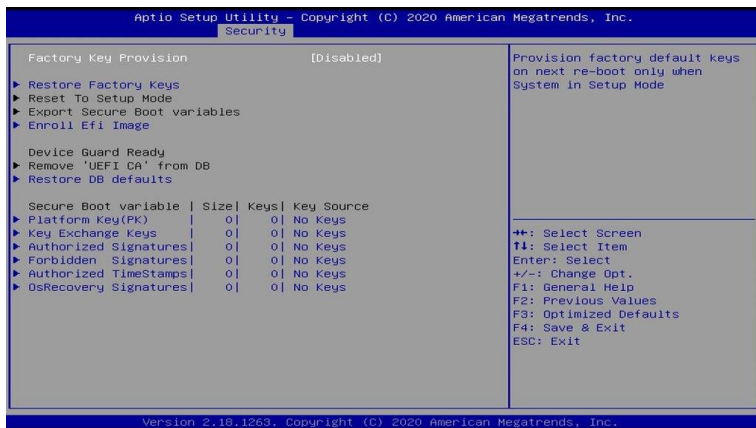 Aptio Setup Utility – Copyright (C) 2020 American Megatrends, Inc.
Security
Factory Key Provision [Disabled]
▶ Restore Factory Keys
▶ Reset To Setup Mode
▶ Export Secure Boot variables
▶ Enroll Efi Image
Device Guard Ready
▶ Remove 'UEFI CA' from DB
▶ Restore DB defaults
Secure Boot variable | Size| Keys| Key Source
▶ Platform Key(PK) | 0| 0| No Keys
▶ Key Exchange Keys | 0| 0| No Keys
▶ Authorized Signatures| 0| 0| No Keys
▶ Forbidden Signatures| 0| 0| No Keys
▶ Authorized TimeStamps| 0| 0| No Keys
▶ OsRecovery Signatures| 0| 0| No Keys
Provision factory default keys
on next re-boot only when
System in Setup Mode
→←: Select Screen
↑↓: Select Item
Enter: Select
+/-: Change Opt.
F1: General Help
F2: Previous Values
F3: Optimized Defaults
F4: Save & Exit
ESC: Exit
Version 2.18.1263. Copyright (C) 2020 American Megatrends, Inc.